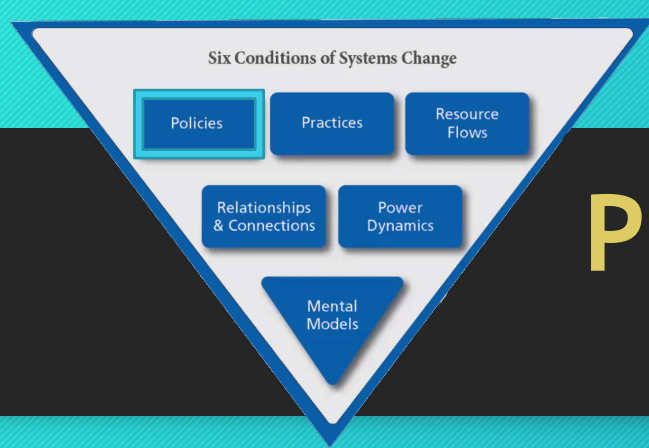 Six Conditions of Systems Change
Policies
Practices
Resource
Flows
Relationships
& Connections
Power
Dynamics
Mental
Models
P